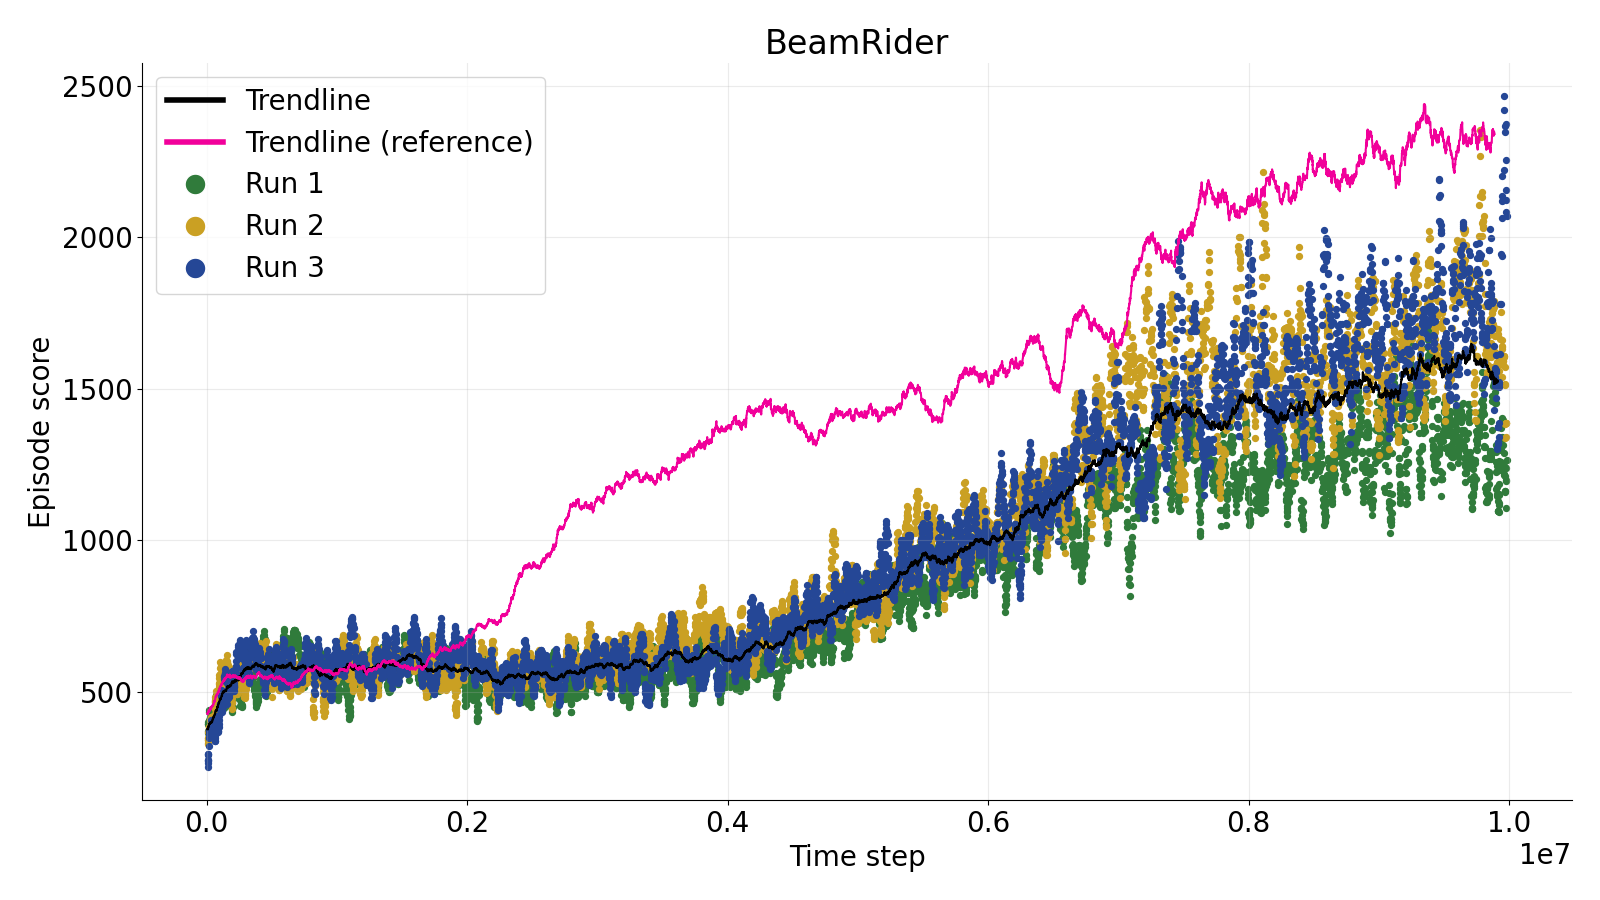 BeamRider
2500
2000
1500
1000
500
Episode score
Trendline
Trendline (reference)
Run 1
Run 2
Run 3
0.0 0.2 0.4 0.6 0.8 1.0
1e7
Time step